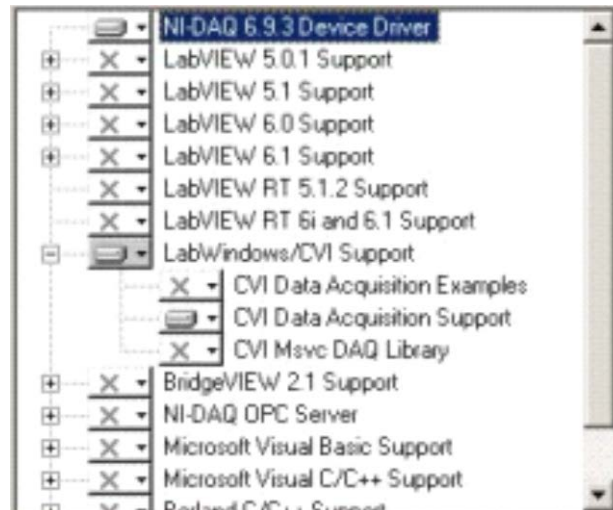 NI-DAQ 6.9.3 Device Driver
LabVIEW 5.0.1 Support
LabVIEW 5.1 Support
LabVIEW 6.0 Support
LabVIEW 6.1 Support
LabVIEW RT 5.1.2 Support
LabVIEW RT 6i and 6.1 Support
LabWindows/CVI Support
CVI Data Acquisition Examples
CVI Data Acquisition Support
CVI Msvc DAQ Library
BridgeVIEW 2.1 Support
NI-DAQ OPC Server
Microsoft Visual Basic Support
Microsoft Visual C/C++ Support
Borland C/C++ Support